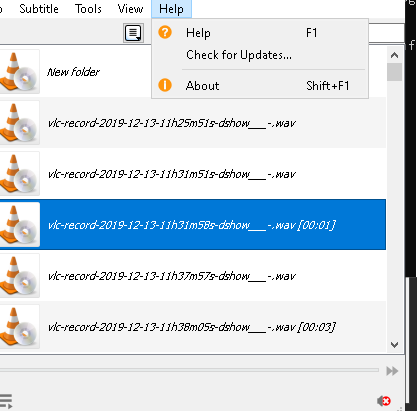 Subtitle Tools View Help
Help F1
Check for Updates...
About Shift+F1
New folder
vlc-record-2019-12-13-11h25m51s-dshow___-.wav
vlc-record-2019-12-13-11h31m51s-dshow___-.wav
vlc-record-2019-12-13-11h31m58s-dshow___-.wav [00:01]
vlc-record-2019-12-13-11h37m57s-dshow___-.wav
vlc-record-2019-12-13-11h38m05s-dshow___-.wav [00:03]